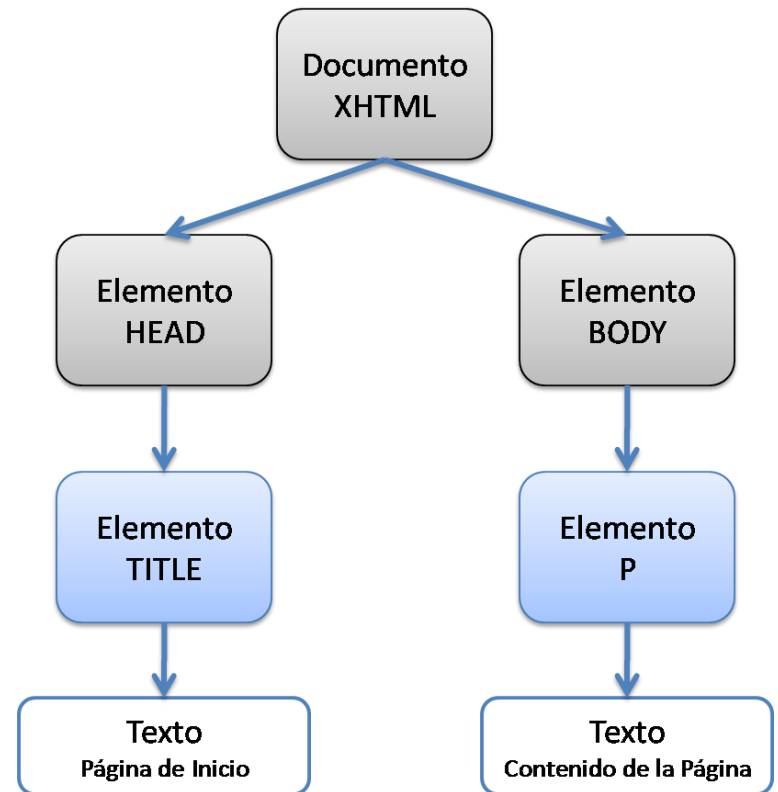 Documento
XHTML
Elemento
HEAD
Elemento
BODY
Elemento
TITLE
Elemento
P
Texto
Página de Inicio
Texto
Contenido de la Página